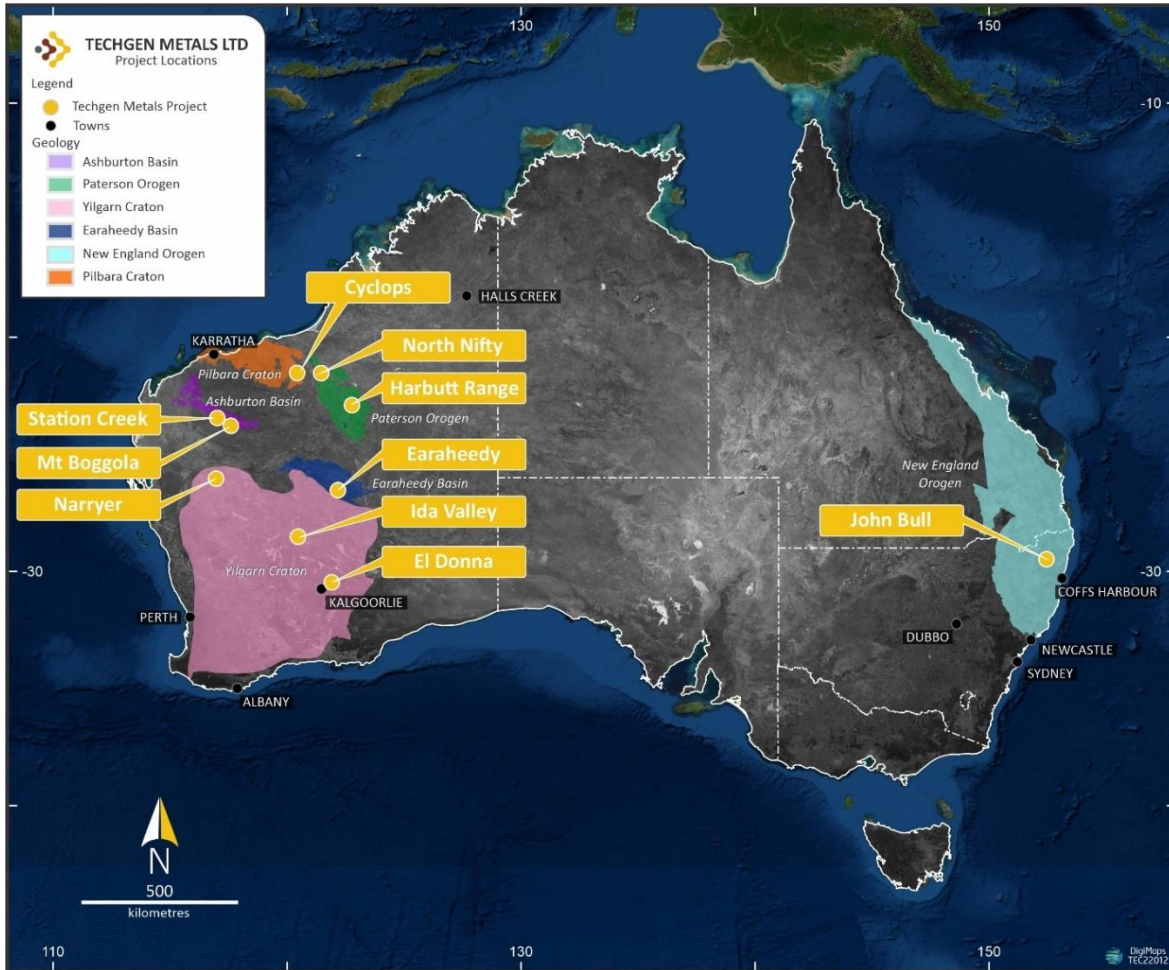 130
150
TECHGEN METALS LTD
Project Locations
Legend
Techgen Metals Project
Towns
Geology
Ashburton Basin
Paterson Orogen
Yilgarn Craton
Earaheedy Basin
New England Orogen
Pilbara Craton
-10
Cyclops
HALLS CREEK
KARRATHA
North Nifty
Pilbara Craton
Harbutt Range
Ashburton Basin
Station Creek
Paterson Orogen
Mt Boggola
Earaheedy
New England
Orogen
Earaheedy Basin
Narryer
Ida Valley
John Bull
El Donna
Yilgarn Craton
-30
-30
KALGOORLIE
COFFS HARBOUR
PERTH
DUBBO
NEWCASTLE
SYDNEY
ALBANY
N
500
kilometres
110
130
150
DigiMaps
TEC22012